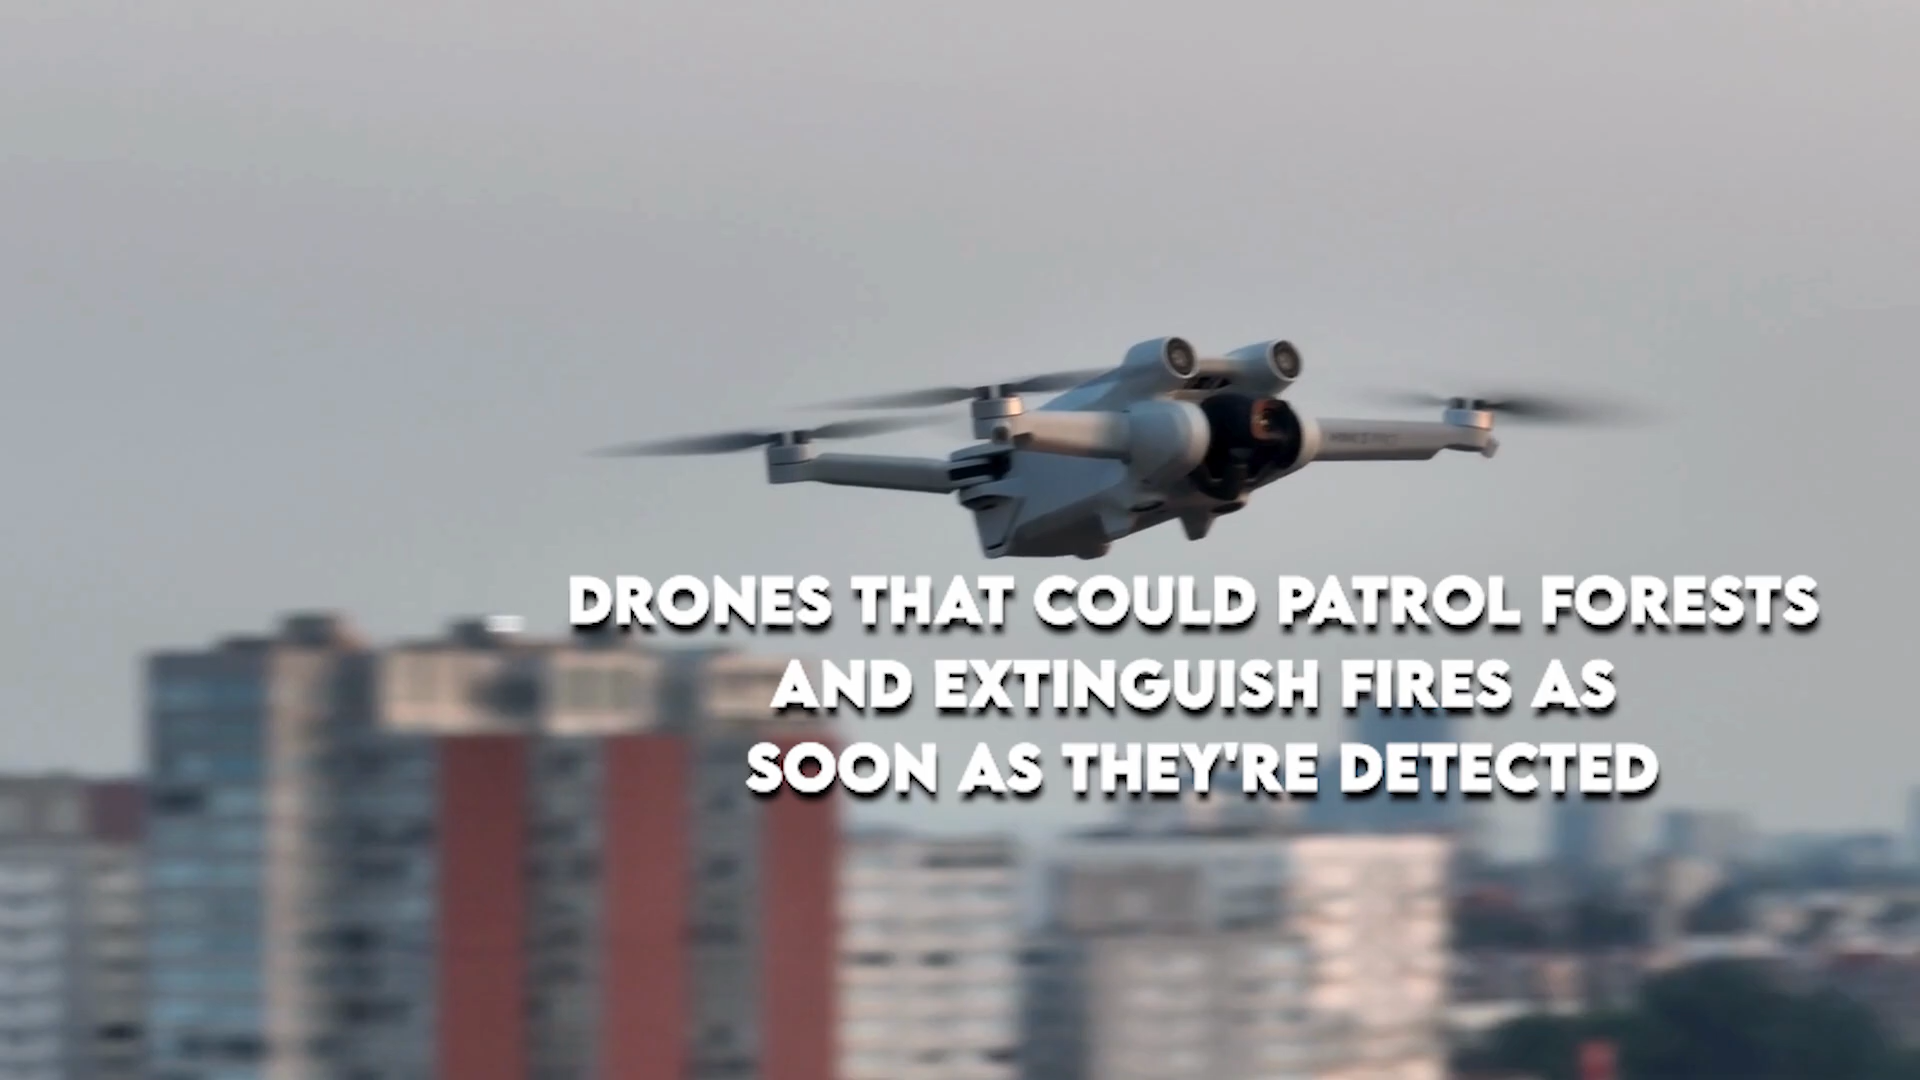 DRONES THAT COULD PATROL FORESTS
AND EXTINGUISH FIRES AS
SOON AS THEY'RE DETECTED